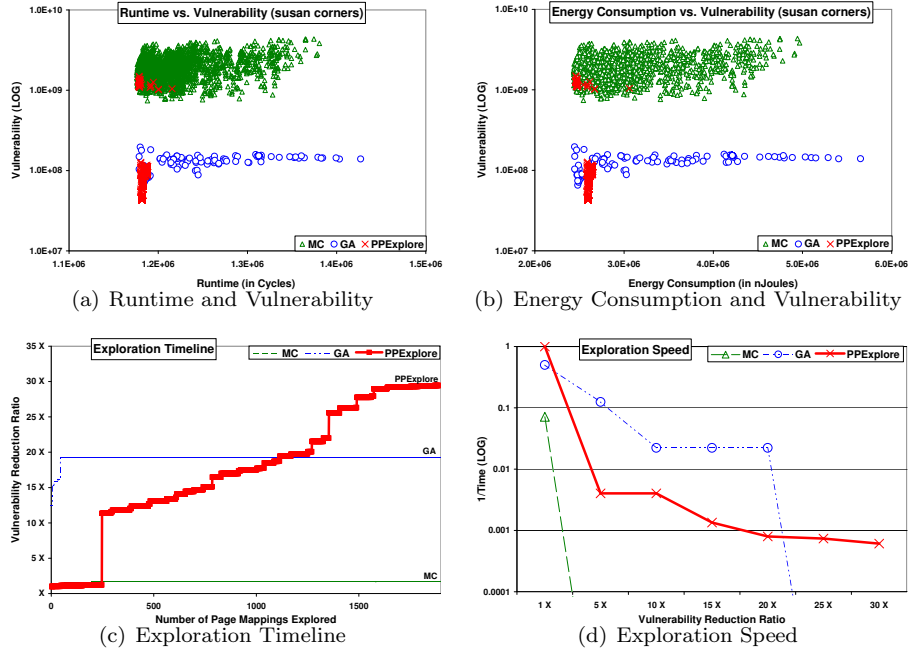 Runtime vs. Vulnerability (susan corners)
1.0E+10
1.0E+09
1.0E+08
1.0E+07
Vulnerability (LOG)
MC GA PPExplore
1.1E+06 1.2E+06 1.3E+06 1.4E+06 1.5E+06
Runtime (in Cycles)
(a) Runtime and Vulnerability
Energy Consumption vs. Vulnerability (susan corners)
1.0E+10
1.0E+09
1.0E+08
1.0E+07
Vulnerability (LOG)
MC GA PPExplore
2.0E+06 3.0E+06 4.0E+06 5.0E+06 6.0E+06
Energy Consumption (in nJoules)
(b) Energy Consumption and Vulnerability
Exploration Timeline
MC GA PPExplore
35 X
30 X
25 X
20 X
15 X
10 X
5 X
X
Vulnerability Reduction Ratio
PPExplore
GA
MC
500 1000 1500
Number of Page Mappings Explored
(c) Exploration Timeline
Exploration Speed
MC GA PPExplore
1
0.1
0.01
0.001
0.0001
1/Time (LOG)
1 X 5 X 10 X 15 X 20 X 25 X 30 X
Vulnerability Reduction Ratio
(d) Exploration Speed